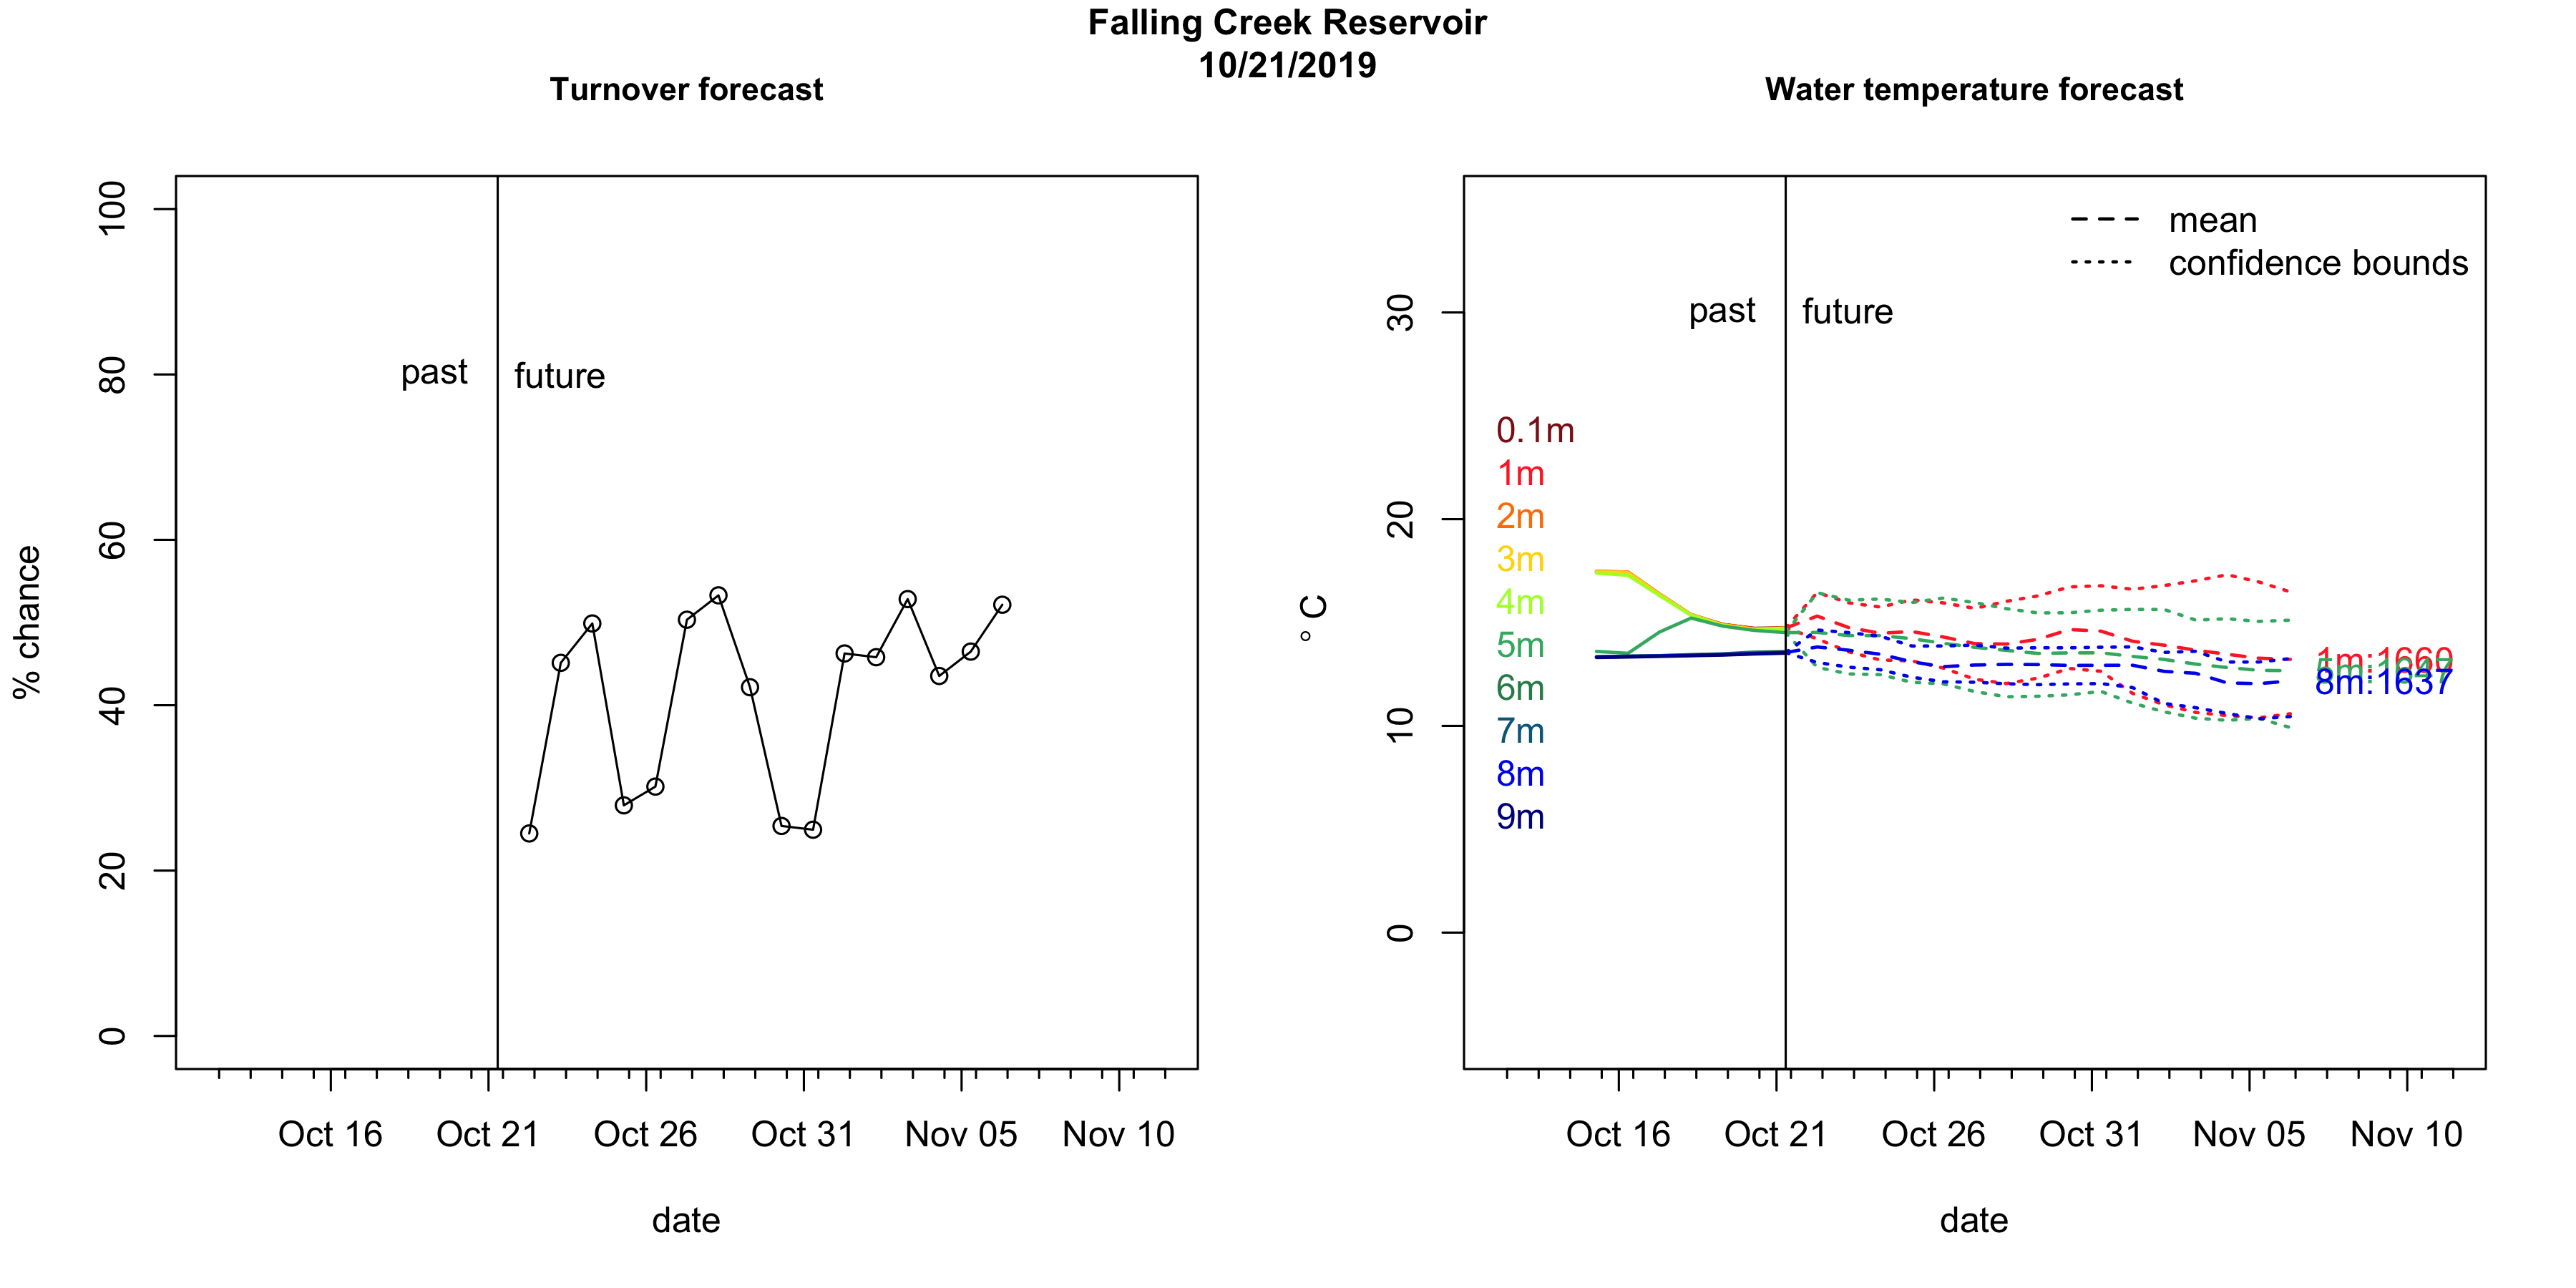 Falling Creek Reservoir
10/21/2019
Turnover forecast
% chance
100
80
60
40
20
0
past
future
Oct 16
Oct 21
Oct 26
Oct 31
Nov 05
Nov 10
date
Water temperature forecast
° C
30
20
10
0
mean
confidence bounds
past
future
0.1m
1m
2m
3m
4m
5m
6m
7m
8m
9m
8m:1637
Oct 16
Oct 21
Oct 26
Oct 31
Nov 05
Nov 10
date